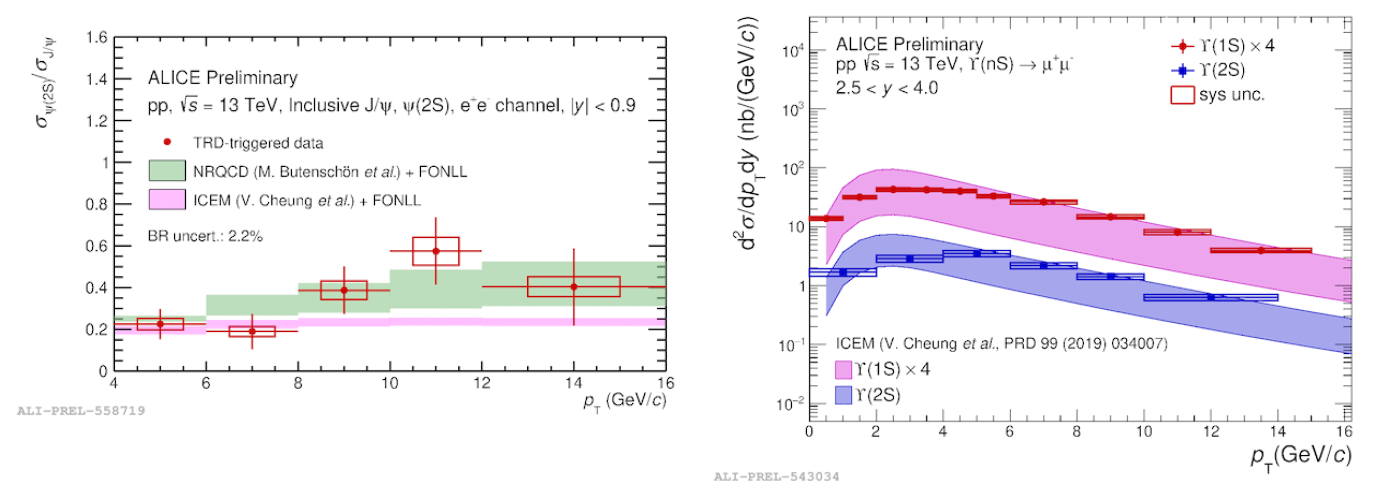 σψ(2S)/σJ/ψ
1.6
1.4
1.2
1
0.8
0.6
0.4
0.2
0
ALICE Preliminary
pp, √s = 13 TeV, Inclusive J/ψ, ψ(2S), e⁺e⁻ channel, |y| < 0.9
TRD-triggered data
NRQCD (M. Butenschön et al.) + FONLL
ICEM (V. Cheung et al.) + FONLL
BR uncert.: 2.2%
4 6 8 10 12 14 16
pT (GeV/c)
ALI-PREL-558719
d²σ/dpTdy (nb/(GeV/c))
10⁴
10³
10²
10
1
10⁻¹
10⁻²
ALICE Preliminary
pp √s = 13 TeV, ϒ(nS) → μ⁺μ⁻
2.5 < y < 4.0
ϒ(1S) × 4
ϒ(2S)
sys unc.
ICEM (V. Cheung et al., PRD 99 (2019) 034007)
ϒ(1S) × 4
ϒ(2S)
0 2 4 6 8 10 12 14 16
pT(GeV/c)
ALI-PREL-543034